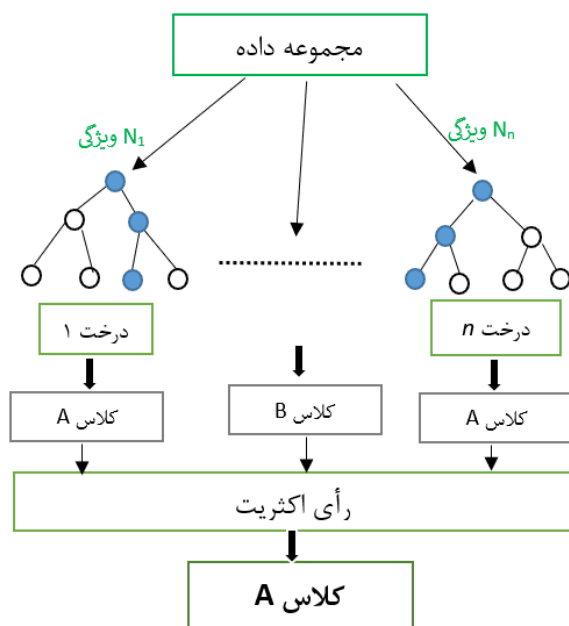 مجموعه داده
ویژگی N₁
ویژگی Nₙ
درخت ۱
درخت n
کلاس A
کلاس B
کلاس A
رأی اکثریت
کلاس A